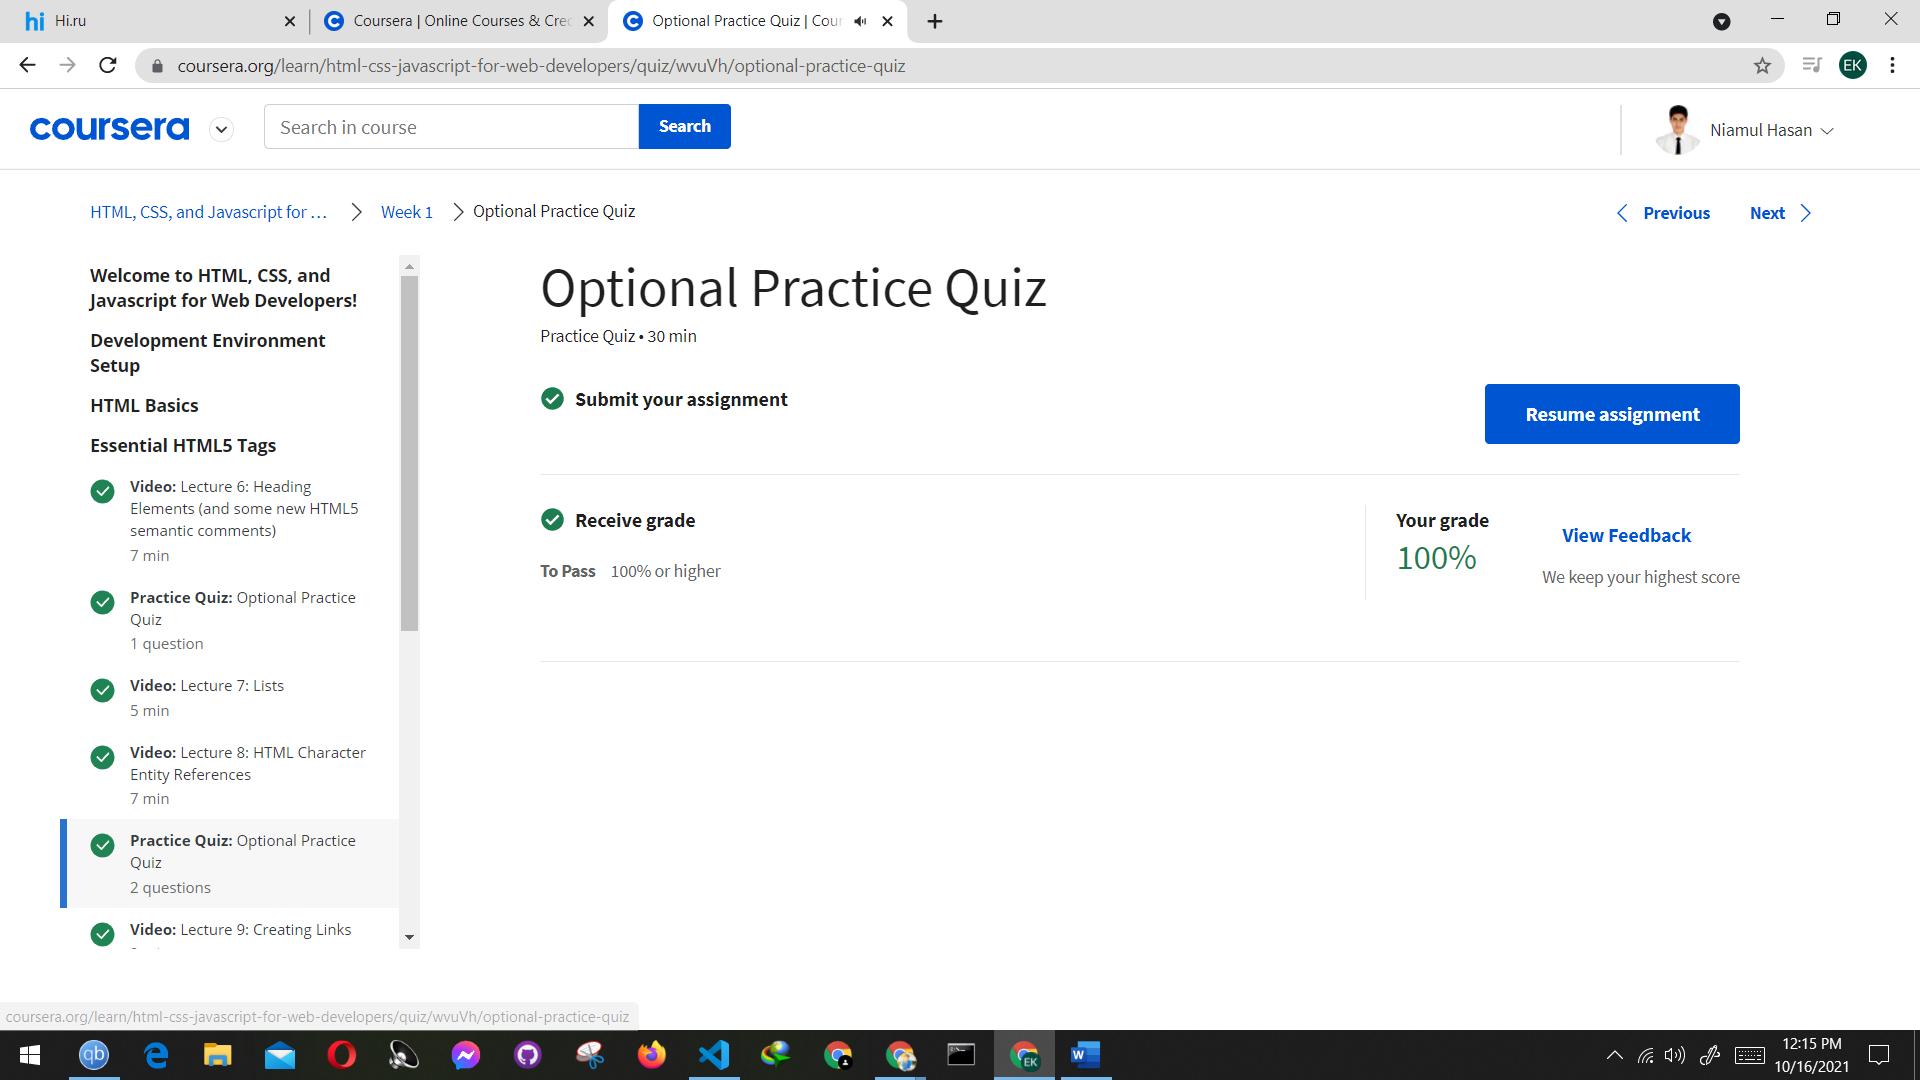 hi Hi.ru
Coursera | Online Courses & Cre
Optional Practice Quiz | Cour
coursera.org/learn/html-css-javascript-for-web-developers/quiz/wvuVh/optional-practice-quiz
EK
coursera
Search in course
Search
Niamul Hasan
HTML, CSS, and Javascript for ...
Week 1
Optional Practice Quiz
Previous
Next
Welcome to HTML, CSS, and
Javascript for Web Developers!
Development Environment
Setup
HTML Basics
Essential HTML5 Tags
Video: Lecture 6: Heading
Elements (and some new HTML5
semantic comments)
7 min
Practice Quiz: Optional Practice
Quiz
1 question
Video: Lecture 7: Lists
5 min
Video: Lecture 8: HTML Character
Entity References
7 min
Practice Quiz: Optional Practice
Quiz
2 questions
Video: Lecture 9: Creating Links
Optional Practice Quiz
Practice Quiz • 30 min
Submit your assignment
Resume assignment
Receive grade
To Pass 100% or higher
Your grade
100%
View Feedback
We keep your highest score
coursera.org/learn/html-css-javascript-for-web-developers/quiz/wvuVh/optional-practice-quiz
qb
EK
W
12:15 PM
10/16/2021